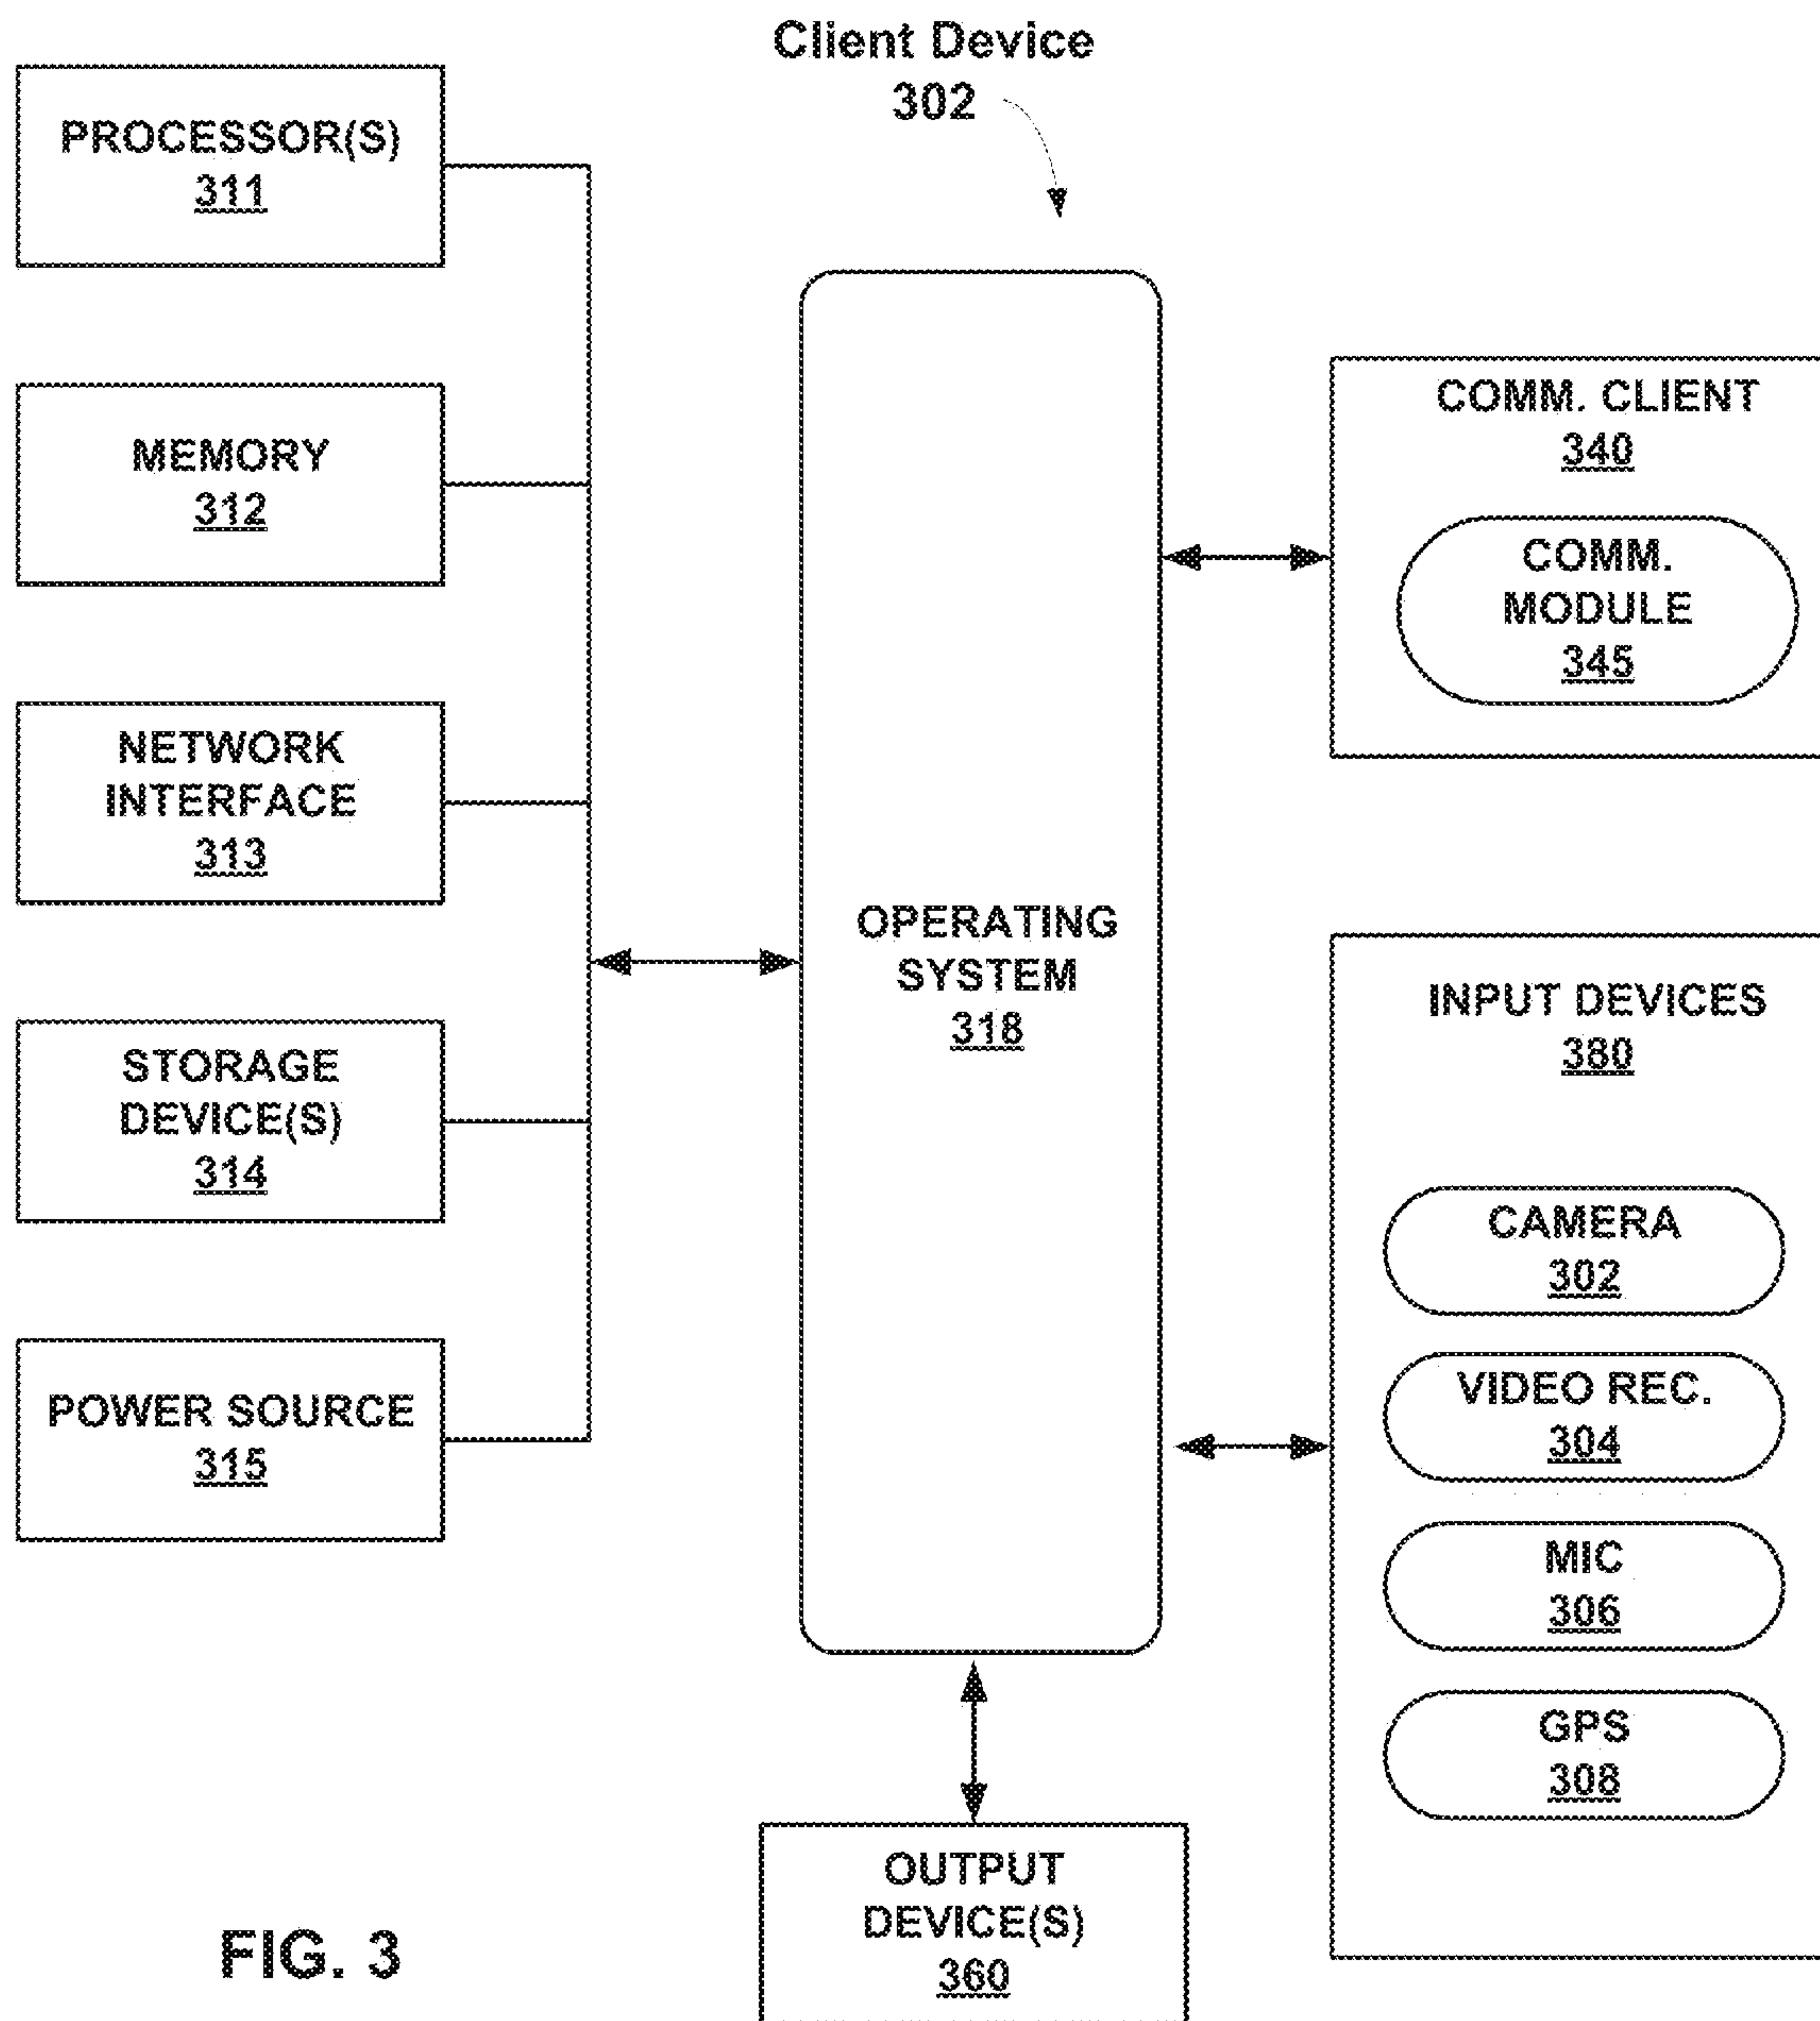 Client Device
302
PROCESSOR(S)
311
MEMORY
312
NETWORK
INTERFACE
313
STORAGE
DEVICE(S)
314
POWER SOURCE
315
OPERATING
SYSTEM
318
COMM. CLIENT
340
COMM.
MODULE
345
INPUT DEVICES
380
CAMERA
302
VIDEO REC.
304
MIC
306
GPS
308
OUTPUT
DEVICE(S)
360
FIG. 3